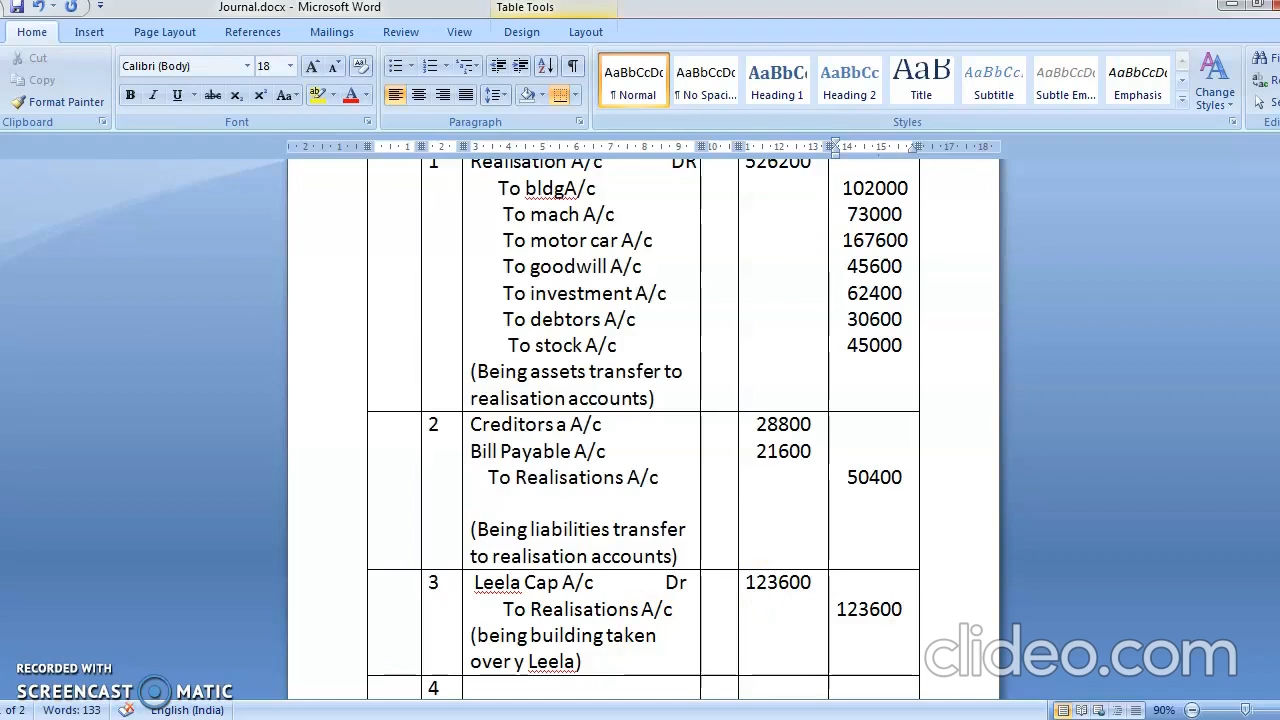 Journal.docx - Microsoft Word
Table Tools
Home Insert Page Layout References Mailings Review View Design Layout
Cut
Copy
Format Painter
Clipboard
Calibri (Body) 18
Font
Paragraph
AaBbCcDc ¶ Normal
AaBbCcDc ¶ No Spaci...
AaBbCc Heading 1
AaBbCc Heading 2
AaB Title
AaBbCcDc Subtitle
AaBbCcDc Subtle Em...
AaBbCcDc Emphasis
Change Styles
Styles
1 Realisation A/c DR 526200
To bldgA/c 102000
To mach A/c 73000
To motor car A/c 167600
To goodwill A/c 45600
To investment A/c 62400
To debtors A/c 30600
To stock A/c 45000
(Being assets transfer to
realisation accounts)
2 Creditors a A/c 28800
Bill Payable A/c 21600
To Realisations A/c 50400
(Being liabilities transfer
to realisation accounts)
3 Leela Cap A/c Dr 123600
To Realisations A/c 123600
(being building taken
over y Leela)
4
clideo.com
RECORDED WITH
SCREENCAST MATIC
1 of 2 Words: 133 English (India) 90%